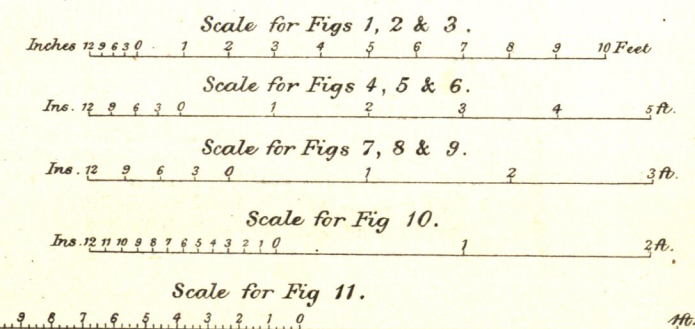 Scale for Figs 1, 2 & 3.
Inches 12 9 6 3 0 1 2 3 4 5 6 7 8 9 10 Feet
Scale for Figs 4, 5 & 6.
Ins. 12 9 6 3 0 1 2 3 4 5 ft.
Scale for Figs 7, 8 & 9.
Ins. 12 9 6 3 0 1 2 3 ft.
Scale for Fig 10.
Ins. 12 11 10 9 8 7 6 5 4 3 2 1 0 1 2 ft.
Scale for Fig 11.
9 8 7 6 5 4 3 2 1 0 1ft.